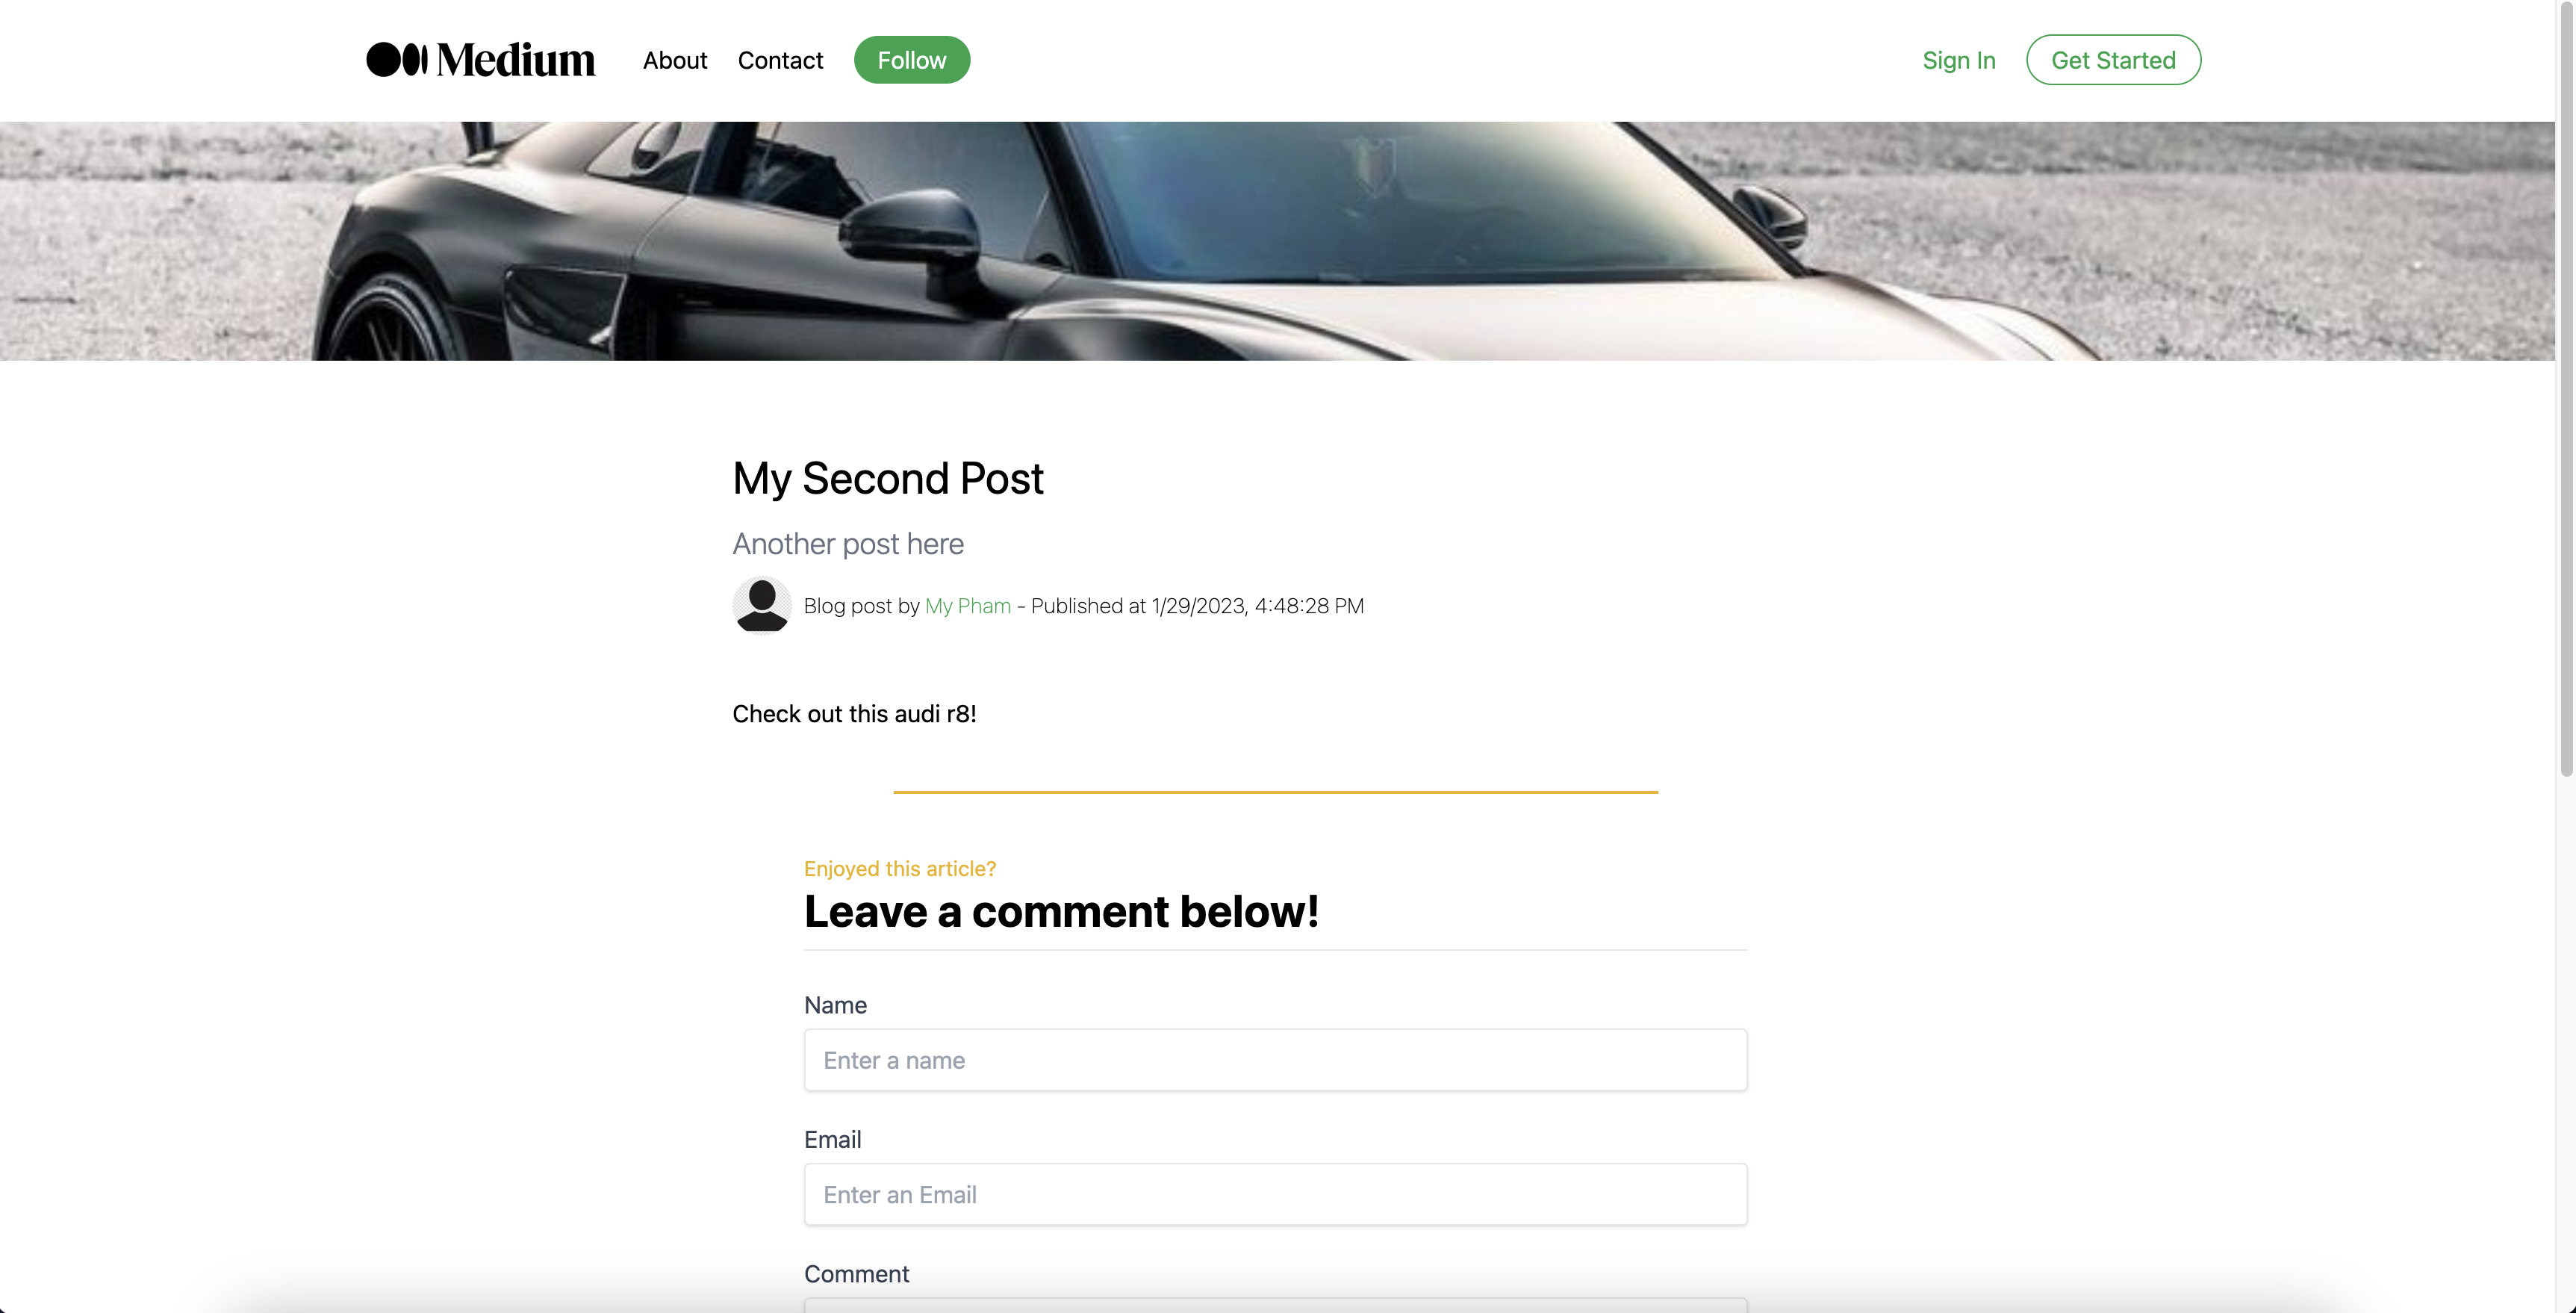 Medium
About
Contact
Follow
Sign In
Get Started
My Second Post
Another post here
Blog post by My Pham - Published at 1/29/2023, 4:48:28 PM
Check out this audi r8!
Enjoyed this article?
Leave a comment below!
Name
Enter a name
Email
Enter an Email
Comment